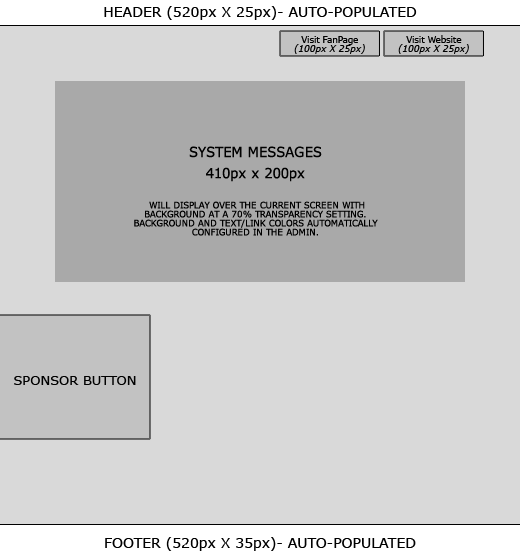 HEADER (520px X 25px)- AUTO-POPULATED
Visit FanPage
(100px X 25px)
Visit Website
(100px X 25px)
SYSTEM MESSAGES
410px x 200px
WILL DISPLAY OVER THE CURRENT SCREEN WITH
BACKGROUND AT A 70% TRANSPARENCY SETTING.
BACKGROUND AND TEXT/LINK COLORS AUTOMATICALLY
CONFIGURED IN THE ADMIN.
SPONSOR BUTTON
FOOTER (520px X 35px)- AUTO-POPULATED